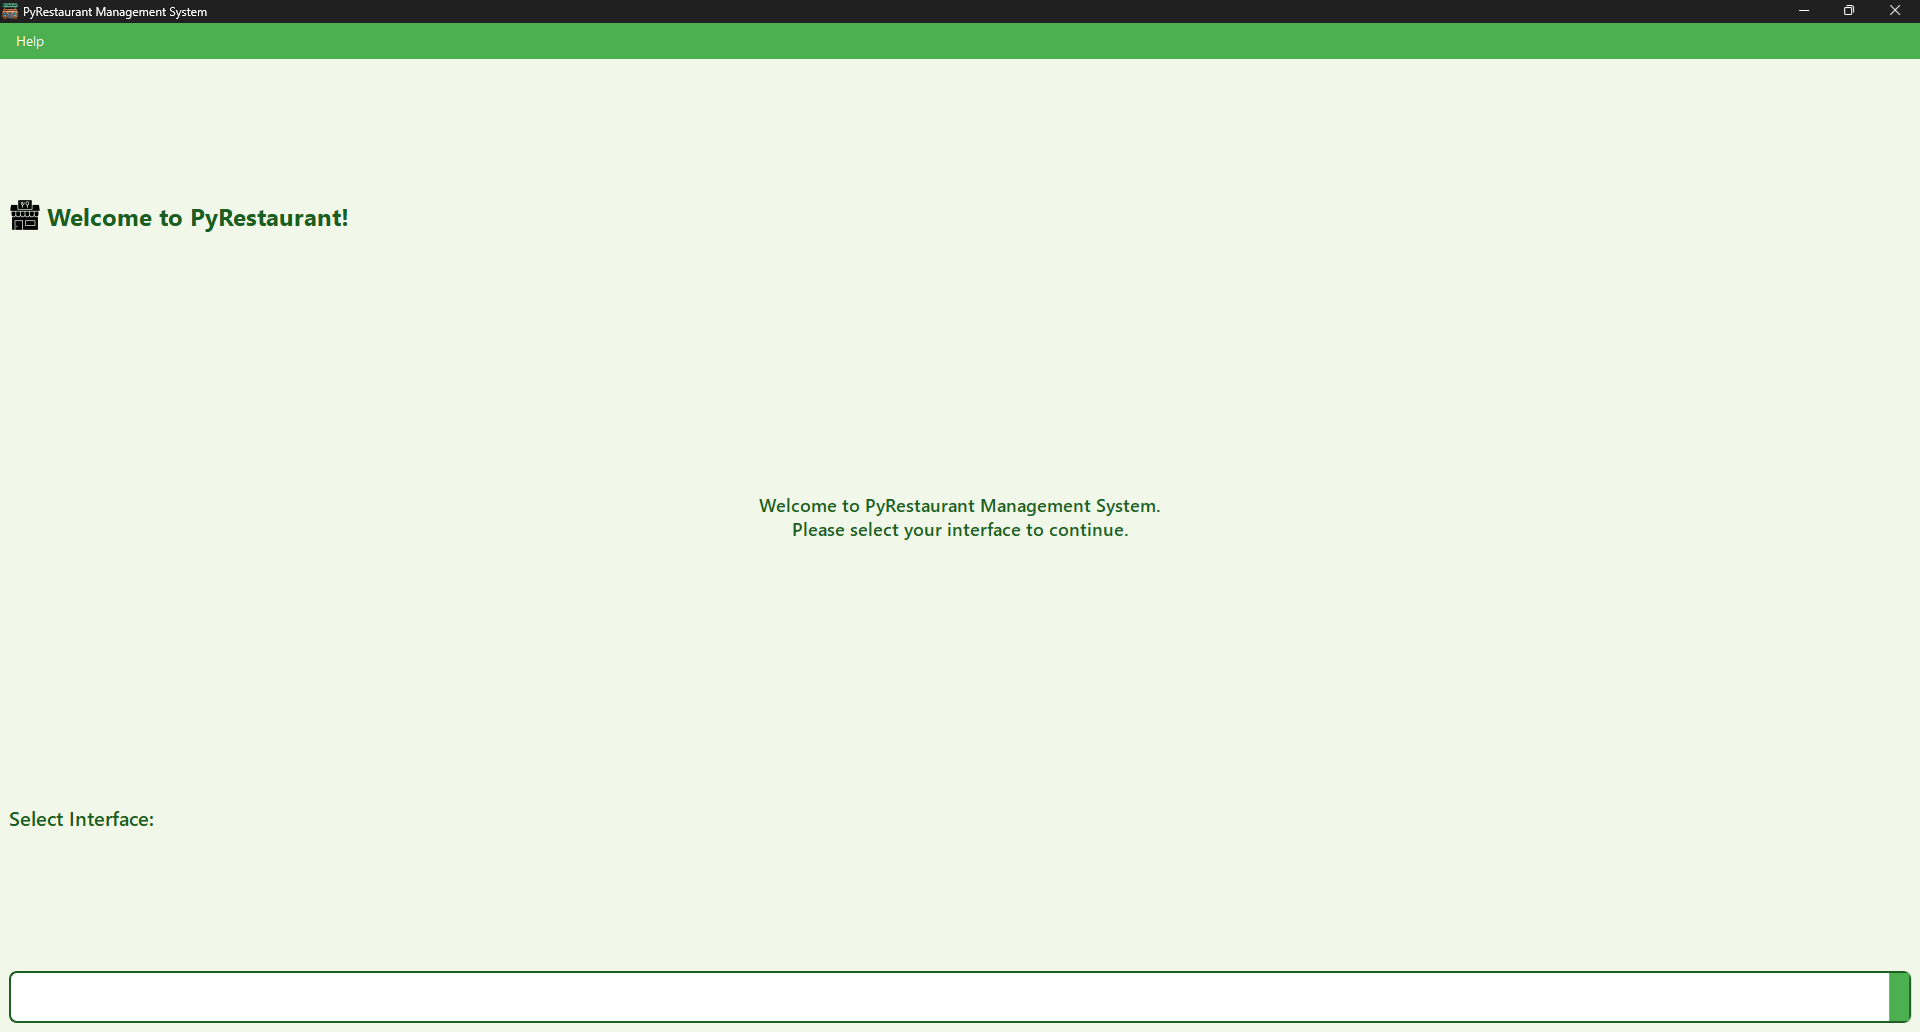 PyRestaurant Management System
Help
Welcome to PyRestaurant!
Welcome to PyRestaurant Management System.
Please select your interface to continue.
Select Interface: